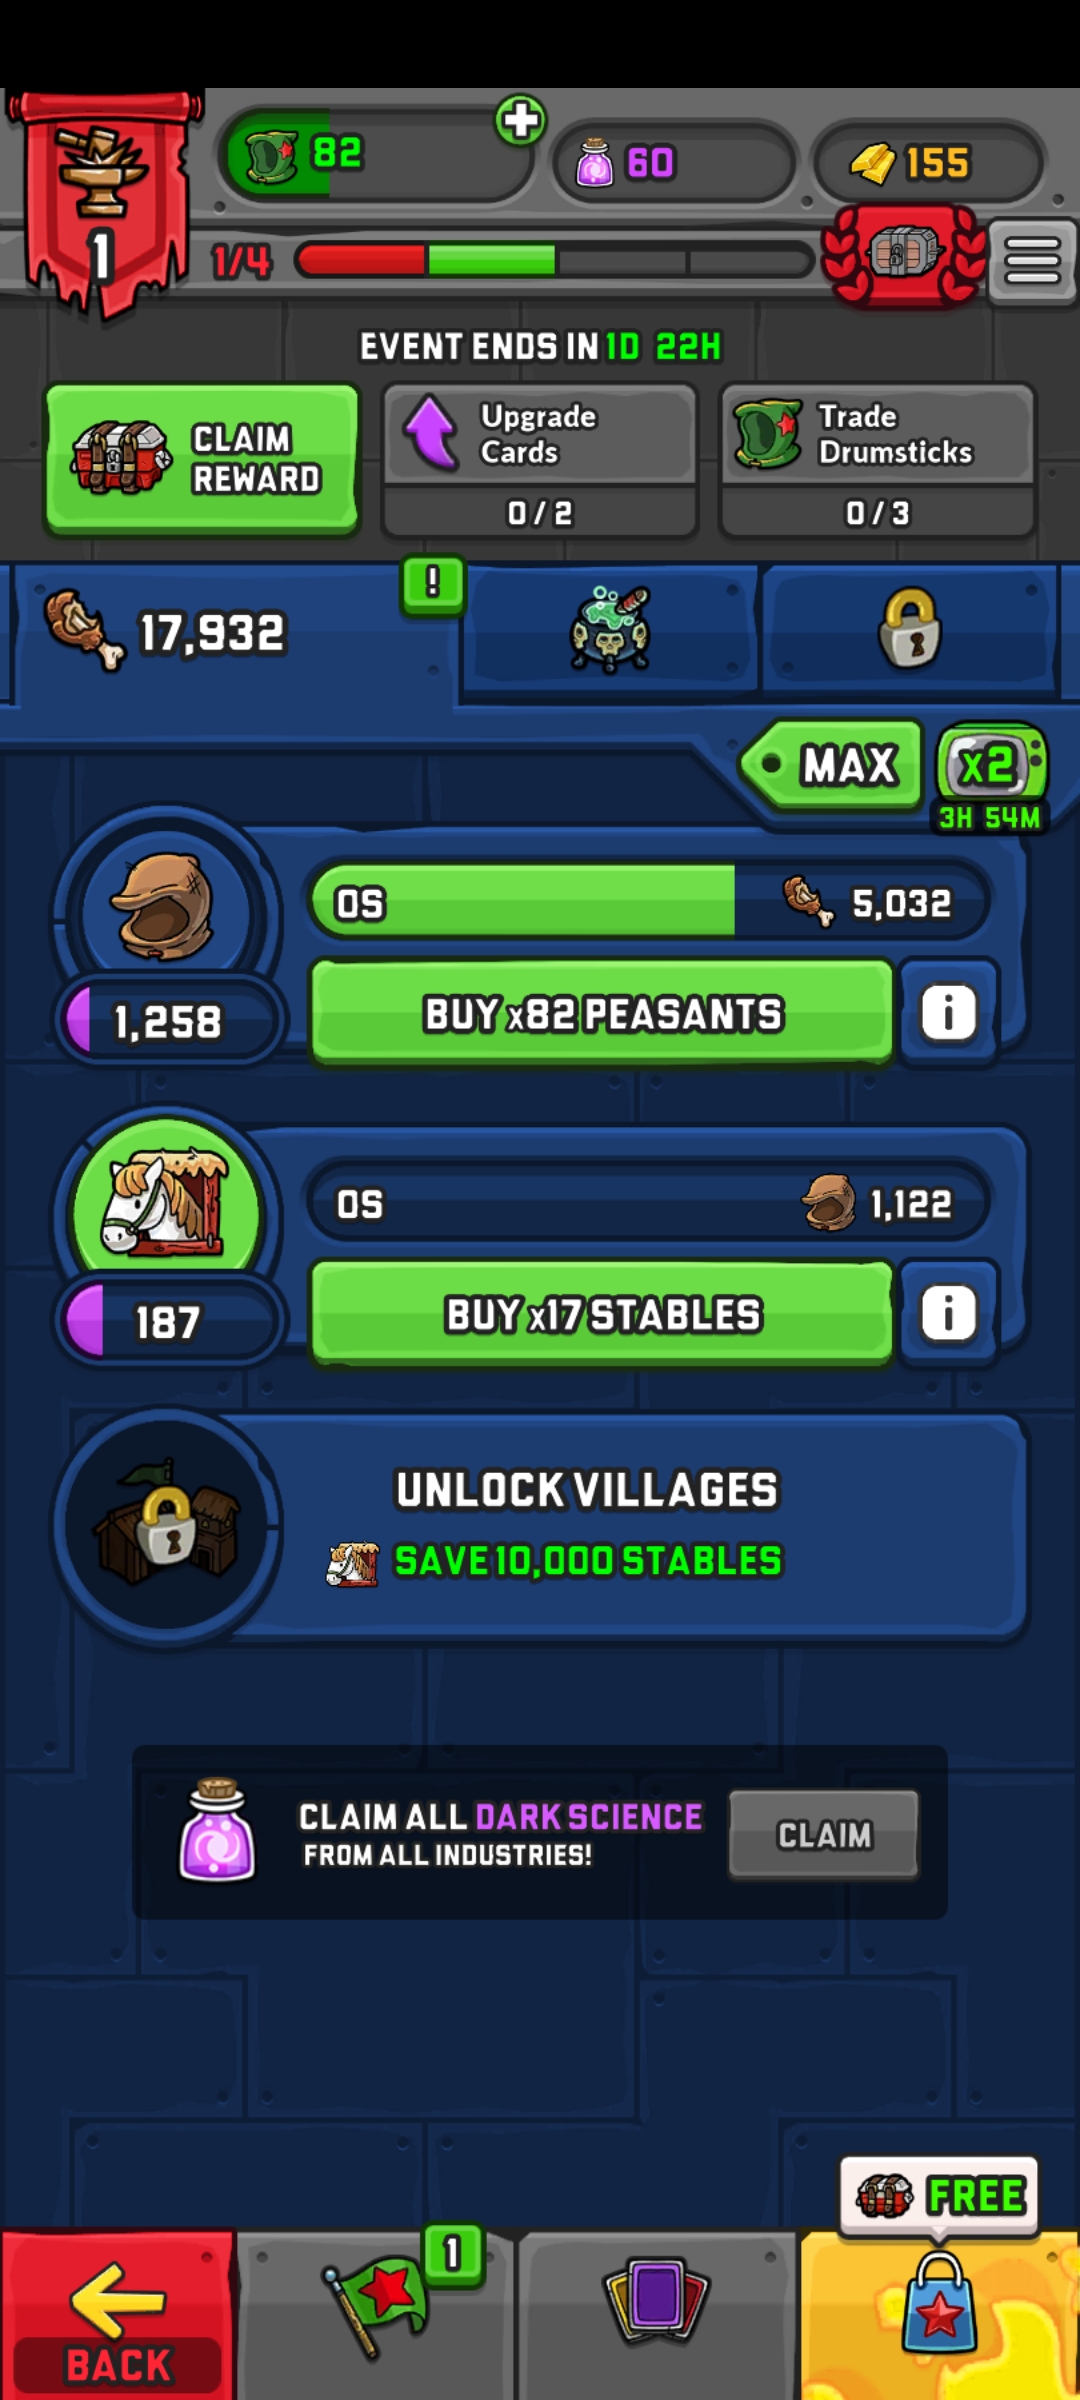 82
60
155
1
1/4
EVENT ENDS IN 1D 22H
CLAIM
REWARD
Upgrade
Cards
0/2
Trade
Drumsticks
0/3
17,932
!
MAX
x2
3H 54M
0S
5,032
1,258
BUY x82 PEASANTS
i
0S
1,122
187
BUY x17 STABLES
i
UNLOCK VILLAGES
SAVE 10,000 STABLES
CLAIM ALL DARK SCIENCE
FROM ALL INDUSTRIES!
CLAIM
FREE
1
BACK